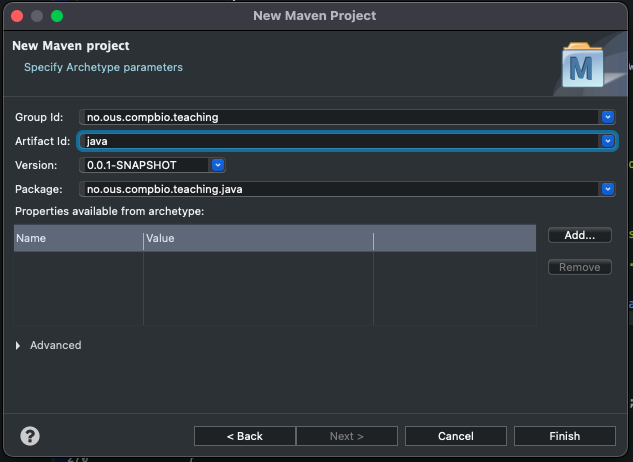 New Maven Project
New Maven project
Specify Archetype parameters
M
Group Id: no.ous.compbio.teaching
Artifact Id: java
Version: 0.0.1-SNAPSHOT
Package: no.ous.compbio.teaching.java
Properties available from archetype:
Name Value
Add...
Remove
Advanced
? < Back Next > Cancel Finish